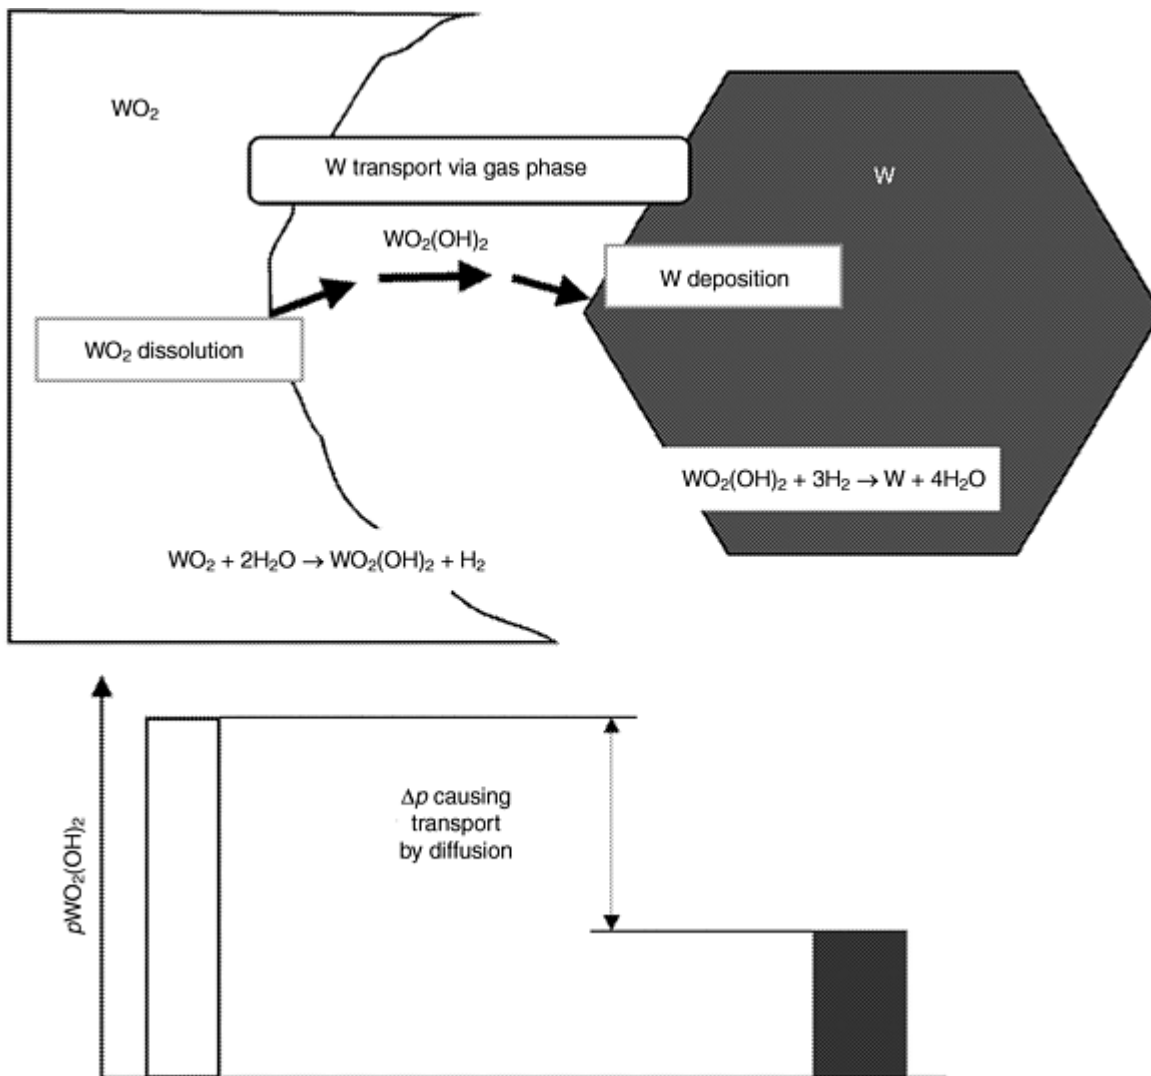 WO₂
W transport via gas phase
W
WO₂(OH)₂
W deposition
WO₂ dissolution
WO₂(OH)₂ + 3H₂ → W + 4H₂O
WO₂ + 2H₂O → WO₂(OH)₂ + H₂
pWO₂(OH)₂
Δp causing
transport
by diffusion